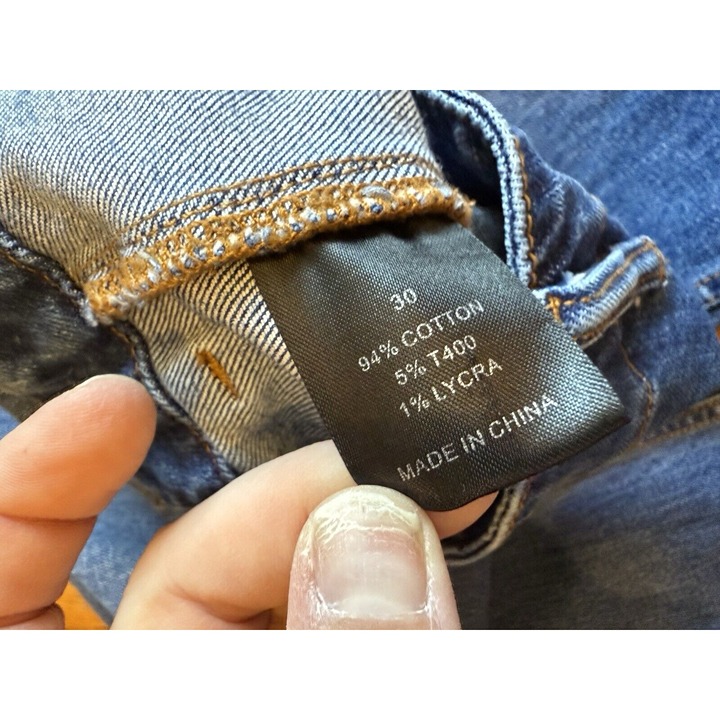 30
94% COTTON
5% T400
1% LYCRA
MADE IN CHINA